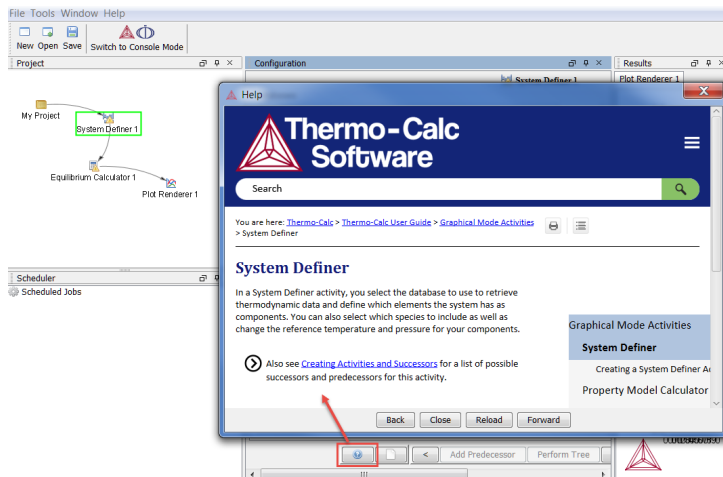 File Tools Window Help
New Open Save Switch to Console Mode
Project
My Project
System Definer 1
Equilibrium Calculator 1
Plot Renderer 1
Scheduler
Scheduled Jobs
Configuration
System Definer 1
Results
Plot Renderer 1
Help
Thermo-Calc
Software
Search
You are here: Thermo-Calc > Thermo-Calc User Guide > Graphical Mode Activities
> System Definer
System Definer
In a System Definer activity, you select the database to use to retrieve
thermodynamic data and define which elements the system has as
components. You can also select which species to include as well as
change the reference temperature and pressure for your components.
Also see Creating Activities and Successors for a list of possible
successors and predecessors for this activity.
Graphical Mode Activities
System Definer
Creating a System Definer Ac
Property Model Calculator
Back Close Reload Forward
< Add Predecessor Perform Tree